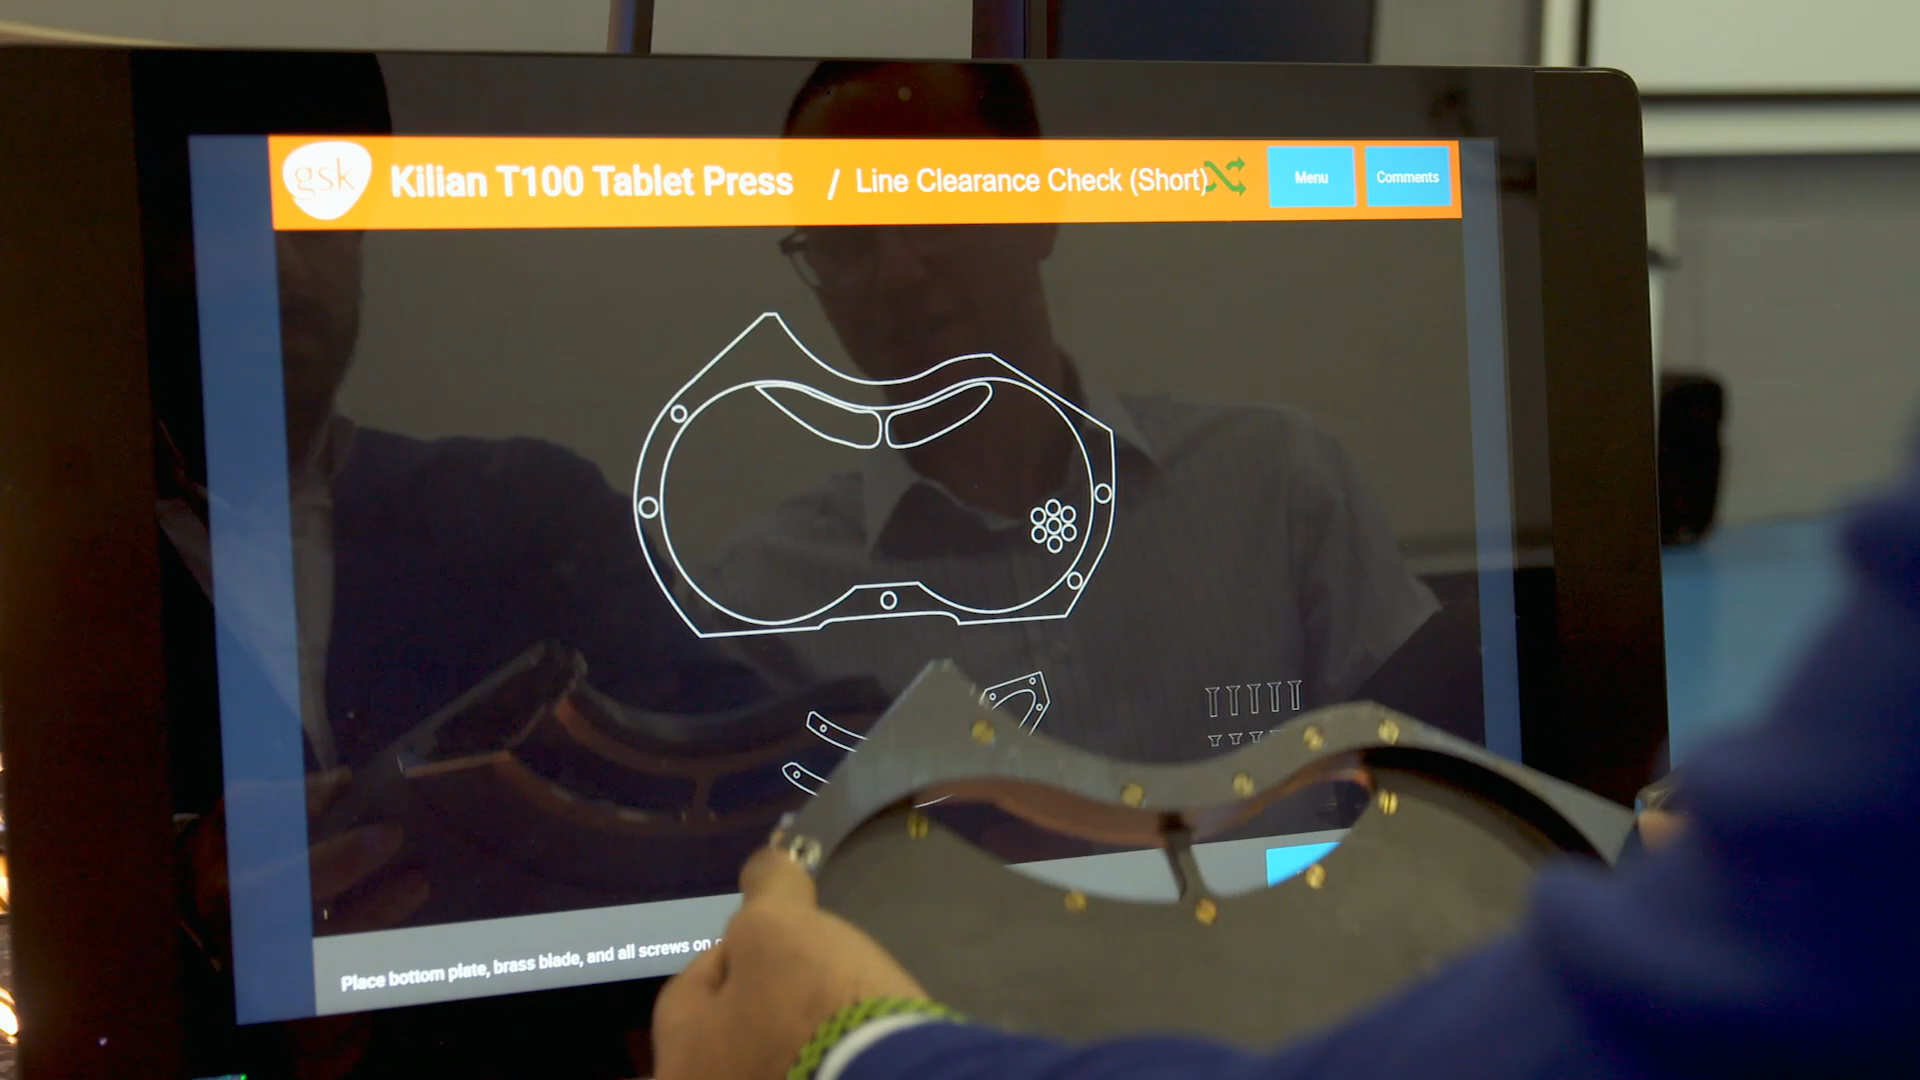 gsk
Kilian T100 Tablet Press / Line Clearance Check (Short)
Menu
Comments
Place bottom plate, brass blade, and all screws on